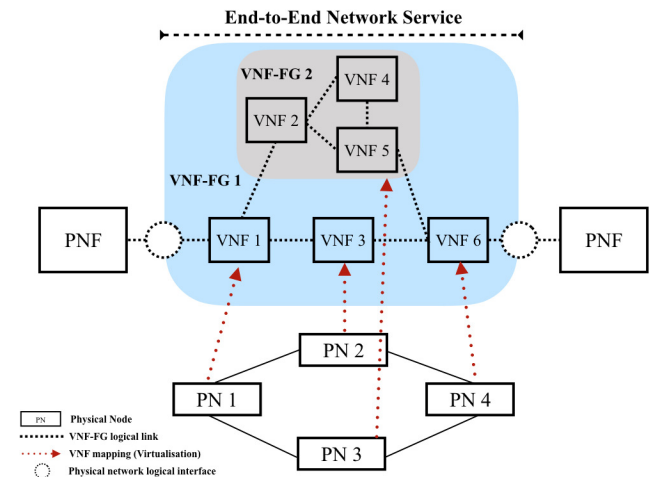 End-to-End Network Service
VNF-FG 2
VNF 4
VNF 2
VNF 5
VNF-FG 1
PNF
VNF 1
VNF 3
VNF 6
PNF
PN 2
PN 1
PN 4
PN 3
PN Physical Node
VNF-FG logical link
VNF mapping (Virtualisation)
Physical network logical interface